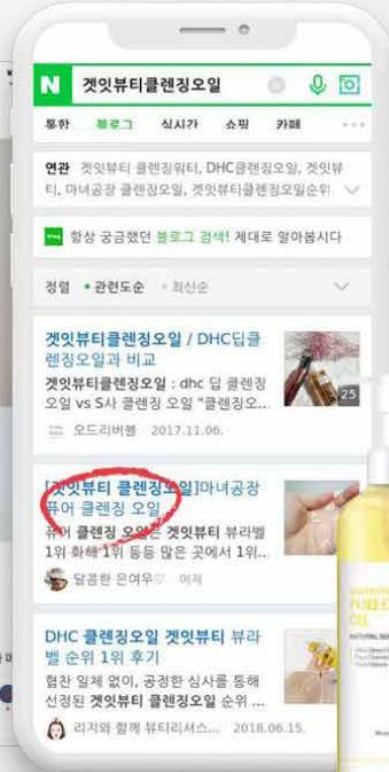 N 겟잇뷰티클렌징오일
통합 블로그 실시간 쇼핑 카페
연관 겟잇뷰티 클렌징워터, DHC클렌징오일, 겟잇뷰
티, 마녀공장 클렌징오일, 겟잇뷰티클렌징오일순위
항상 궁금했던 블로그 검색! 제대로 알아봅시다
정렬 • 관련도순 • 최신순
겟잇뷰티클렌징오일 / DHC딥클
렌징오일과 비교
겟잇뷰티클렌징오일 : dhc 딥 클렌징
오일 vs S사 클렌징 오일 "클렌징오...
25
오드리버블 2017.11.06.
[겟잇뷰티 클렌징오일]마녀공장
퓨어 클렌징 오일
퓨어 클렌징 오일은 겟잇뷰티 뷰라벨
1위 화해 1위 등등 많은 곳에서 1위...
달콤한 은여우♡ 어제
DHC 클렌징오일 겟잇뷰티 뷰라
벨 순위 1위 후기
협찬 일체 없이, 공정한 심사를 통해
선정된 겟잇뷰티클렌징오일 순위 ...
리지와 함께 뷰티리서스... 2018.06.15.
OIL